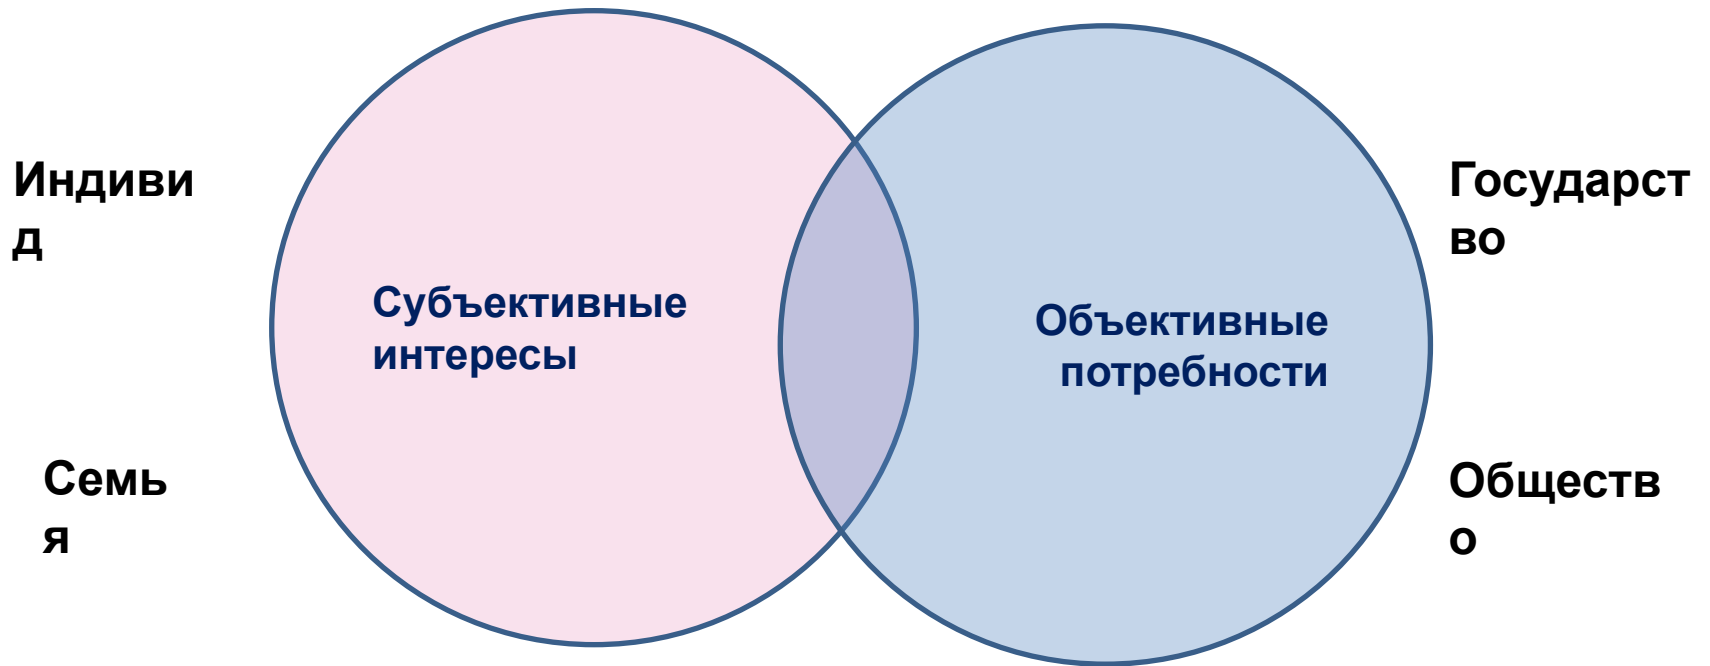 Индиви
д
Семь
я
Субъективные
интересы
Объективные
потребности
Государст
во
Обществ
о